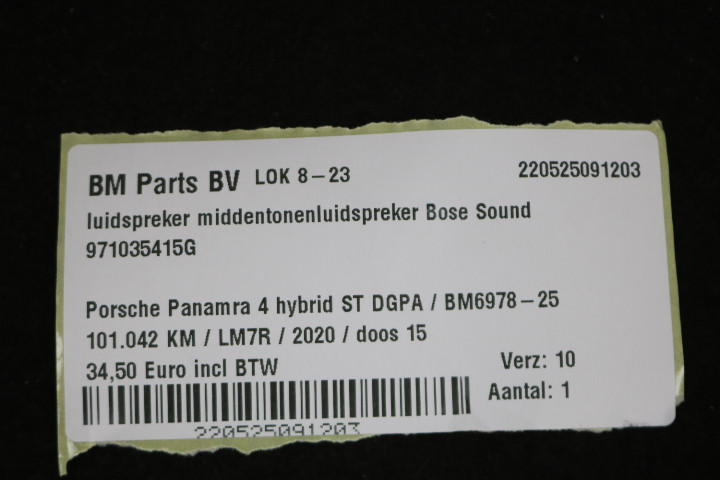 BM Parts BV LOK 8-23 220525091203
luidspreker middentonenluidspreker Bose Sound
971035415G
Porsche Panamra 4 hybrid ST DGPA / BM6978-25
101.042 KM / LM7R / 2020 / doos 15
34,50 Euro incl BTW Verz: 10
Aantal: 1
220525091203